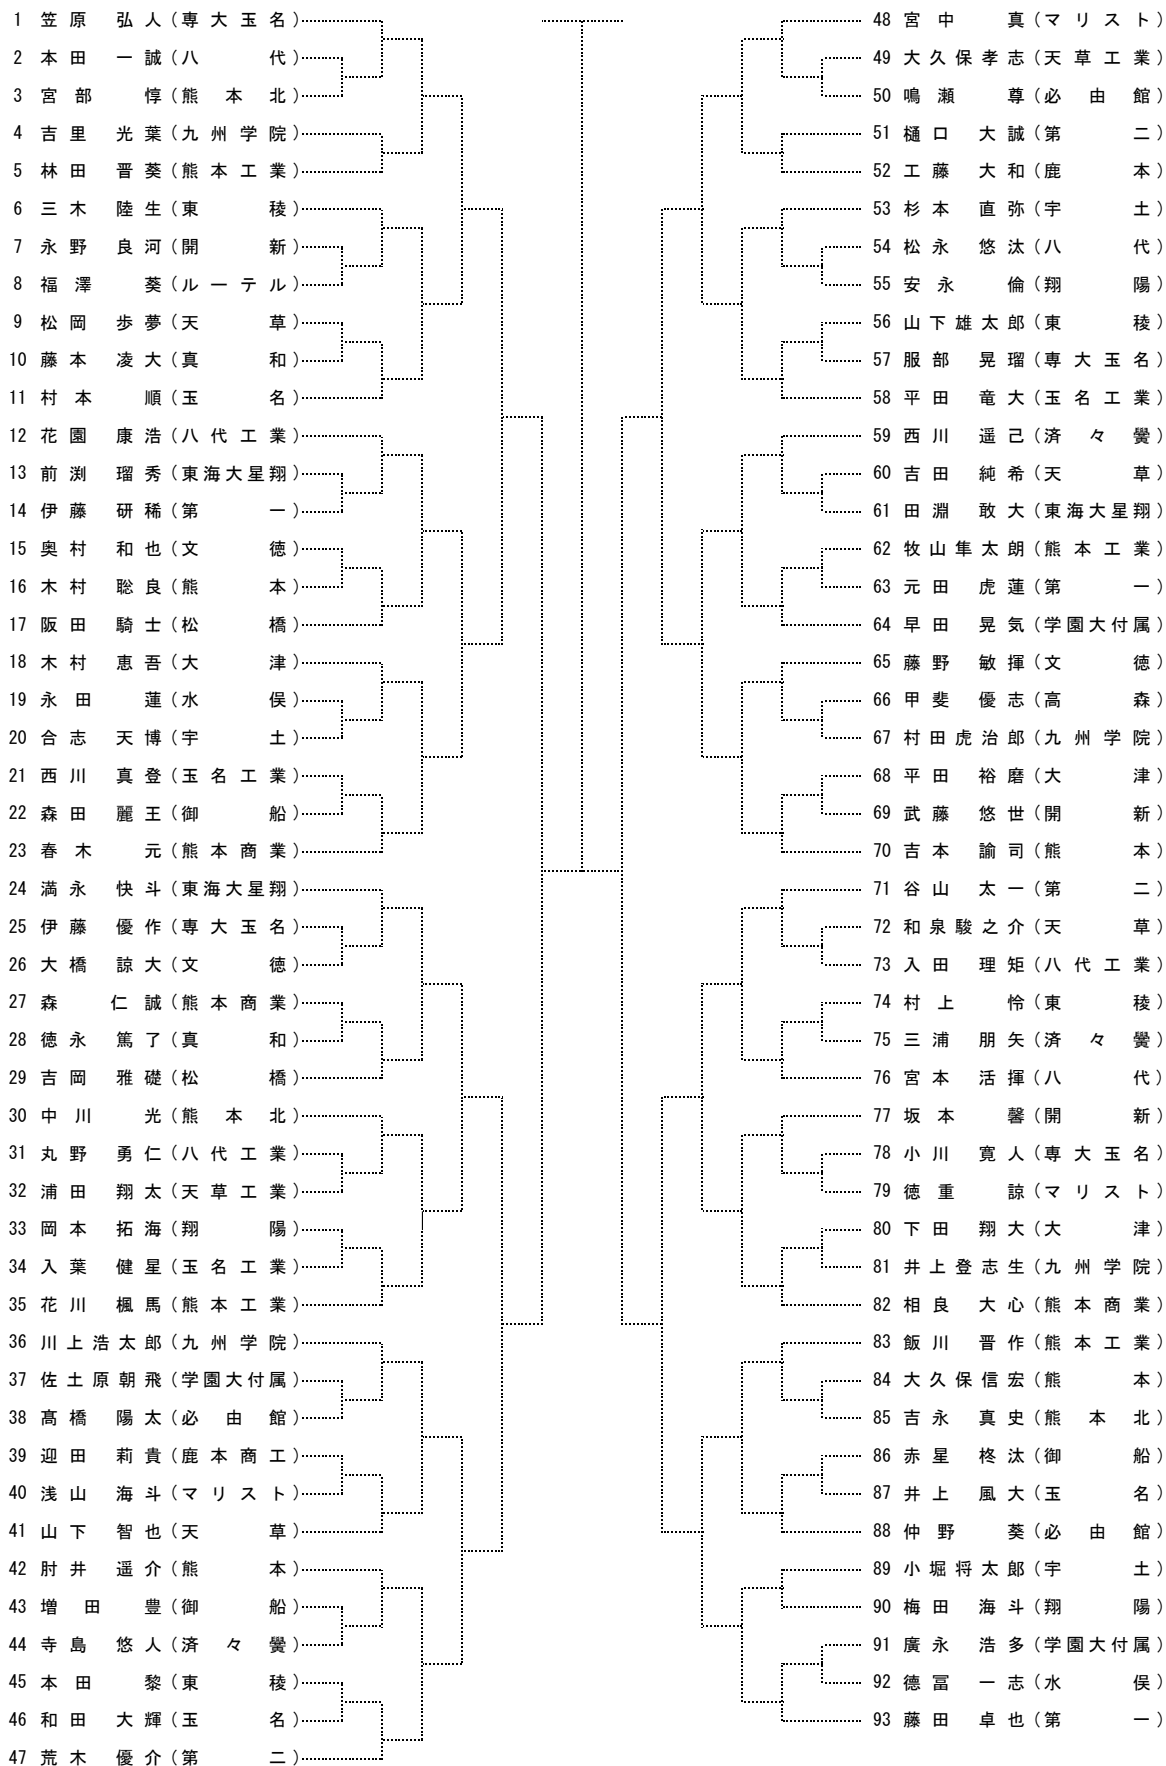 1 笠原 弘人（専大玉名）
2 本田 一誠（八代）
3 宮部 惇（熊本北）
4 吉里 光葉（九州学院）
5 林田 晋葵（熊本工業）
6 三木 陸生（東稜）
7 永野 良河（開新）
8 福澤 葵（ルーテル）
9 松岡 歩夢（天草）
10 藤本 凌大（真和）
11 村本 順（玉名）
12 花園 康浩（八代工業）
13 前渕 瑠秀（東海大星翔）
14 伊藤 研稀（第一）
15 奥村 和也（文徳）
16 木村 聡良（熊本）
17 阪田 騎士（松橋）
18 木村 恵吾（大津）
19 永田 蓮（水俣）
20 合志 天博（宇土）
21 西川 真登（玉名工業）
22 森田 麗王（御船）
23 春木 元（熊本商業）
24 満永 快斗（東海大星翔）
25 伊藤 優作（専大玉名）
26 大橋 諒大（文徳）
27 森 仁誠（熊本商業）
28 徳永 篤了（真和）
29 吉岡 雅礎（松橋）
30 中川 光（熊本北）
31 丸野 勇仁（八代工業）
32 浦田 翔太（天草工業）
33 岡本 拓海（翔陽）
34 入葉 健星（玉名工業）
35 花川 楓馬（熊本工業）
36 川上浩太郎（九州学院）
37 佐土原朝飛（学園大付属）
38 髙橋 陽太（必由館）
39 迎田 莉貴（鹿本商工）
40 浅山 海斗（マリスト）
41 山下 智也（天草）
42 肘井 遥介（熊本）
43 増田 豊（御船）
44 寺島 悠人（済々黌）
45 本田 黎（東稜）
46 和田 大輝（玉名）
47 荒木 優介（第二）
48 宮中 真（マリスト）
49 大久保孝志（天草工業）
50 鳴瀬 尊（必由館）
51 樋口 大誠（第二）
52 工藤 大和（鹿本）
53 杉本 直弥（宇土）
54 松永 悠汰（八代）
55 安永 倫（翔陽）
56 山下雄太郎（東稜）
57 服部 晃瑠（専大玉名）
58 平田 竜大（玉名工業）
59 西川 遥己（済々黌）
60 吉田 純希（天草）
61 田淵 敢大（東海大星翔）
62 牧山隼太朗（熊本工業）
63 元田 虎蓮（第一）
64 早田 晃気（学園大付属）
65 藤野 敏揮（文徳）
66 甲斐 優志（高森）
67 村田虎治郎（九州学院）
68 平田 裕磨（大津）
69 武藤 悠世（開新）
70 吉本 諭司（熊本）
71 谷山 太一（第二）
72 和泉駿之介（天草）
73 入田 理矩（八代工業）
74 村上 怜（東稜）
75 三浦 朋矢（済々黌）
76 宮本 活揮（八代）
77 坂本 馨（開新）
78 小川 寛人（専大玉名）
79 徳重 諒（マリスト）
80 下田 翔大（大津）
81 井上登志生（九州学院）
82 相良 大心（熊本商業）
83 飯川 晋作（熊本工業）
84 大久保信宏（熊本）
85 吉永 真史（熊本北）
86 赤星 柊汰（御船）
87 井上 風大（玉名）
88 仲野 葵（必由館）
89 小堀将太郎（宇土）
90 梅田 海斗（翔陽）
91 廣永 浩多（学園大付属）
92 德冨 一志（水俣）
93 藤田 卓也（第一）